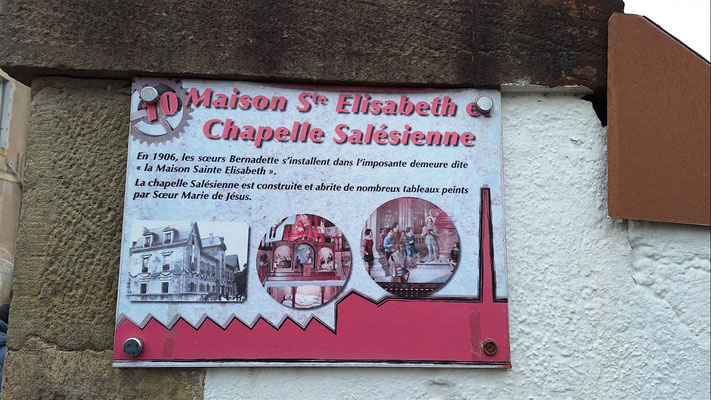 10 Maison Ste Elisabeth et
Chapelle Salésienne
En 1906, les sœurs Bernadette s'installent dans l'imposante demeure dite
« la Maison Sainte Elisabeth ».
La chapelle Salésienne est construite et abrite de nombreux tableaux peints
par Sœur Marie de Jésus.